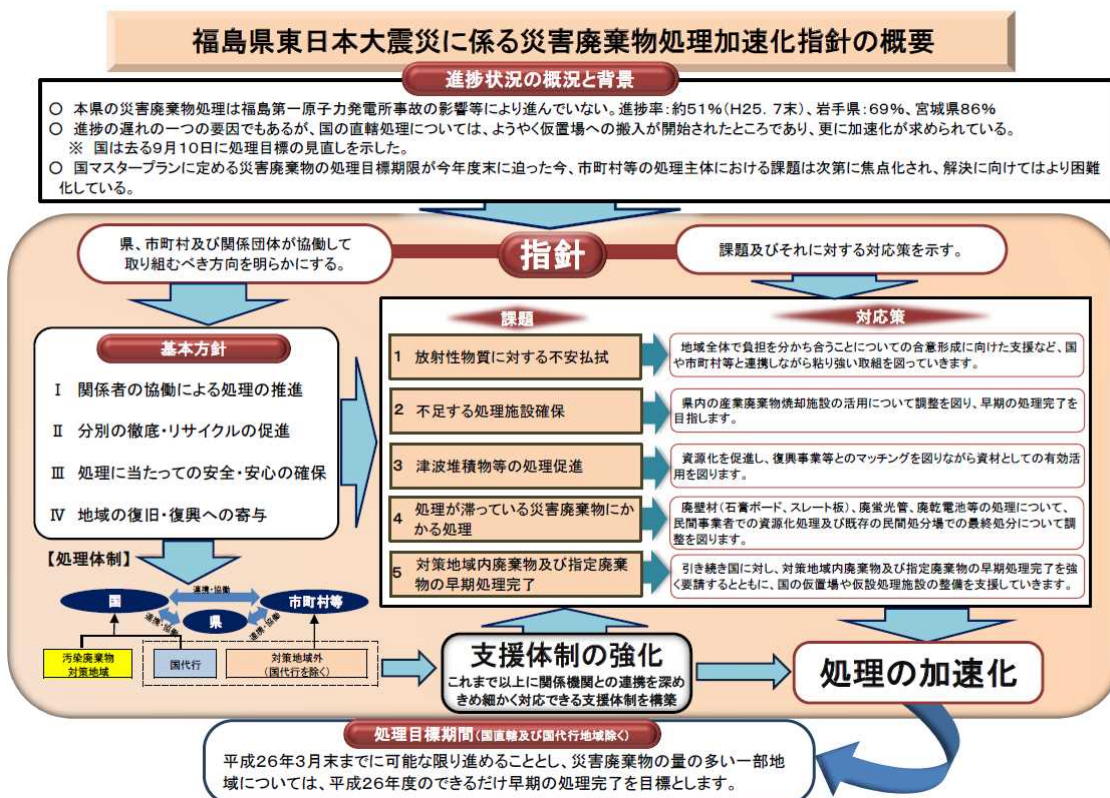 福島県東日本大震災に係る災害廃棄物処理加速化指針の概要
進捗状況の概況と背景
○ 本県の災害廃棄物処理は福島第一原子力発電所事故の影響等により進んでいない。進捗率:約51%(H25.7末)、岩手県:69%、宮城県86%
○ 進捗の遅れの一つの要因でもあるが、国の直轄処理については、ようやく仮置場への搬入が開始されたところであり、更に加速化が求められている。
※ 国は去る9月10日に処理目標の見直しを示した。
○ 国マスタープランに定める災害廃棄物の処理目標期限が今年度末に迫った今、市町村等の処理主体における課題は次第に焦点化され、解決に向けてはより困難
化している。
県、市町村及び関係団体が協働して
取り組むべき方向を明らかにする。
指針
課題及びそれに対する対応策を示す。
基本方針
Ⅰ 関係者の協働による処理の推進
Ⅱ 分別の徹底・リサイクルの促進
Ⅲ 処理に当たっての安全・安心の確保
Ⅳ 地域の復旧・復興への寄与
課題
対応策
1 放射性物質に対する不安払拭
地域全体で負担を分かち合うことについての合意形成に向けた支援など、国
や市町村等と連携しながら粘り強い取組を図っていきます。
2 不足する処理施設確保
県内の産業廃棄物焼却施設の活用について調整を図り、早期の処理完了を
目指します。
3 津波堆積物等の処理促進
資源化を促進し、復興事業等とのマッチングを図りながら資材としての有効活
用を図ります。
4 処理が滞っている災害廃棄物にか
かる処理
廃壁材(石膏ボード、スレート板)、廃蛍光管、廃乾電池等の処理について、
民間事業者での資源化処理及び既存の民間処分場での最終処分について調
整を図ります。
5 対策地域内廃棄物及び指定廃棄
物の早期処理完了
引き続き国に対し、対策地域内廃棄物及び指定廃棄物の早期処理完了を強
く要請するとともに、国の仮置場や仮設処理施設の整備を支援していきます。
【処理体制】
国
連携・協働
市町村等
連携・協働
県
連携・協働
汚染廃棄物
対策地域
国代行
対策地域外
(国代行を除く)
支援体制の強化
これまで以上に関係機関との連携を深め
きめ細かく対応できる支援体制を構築
処理の加速化
処理目標期間(国直轄及び国代行地域除く)
平成26年3月末までに可能な限り進めることとし、災害廃棄物の量の多い一部地
域については、平成26年度のできるだけ早期の処理完了を目標とします。